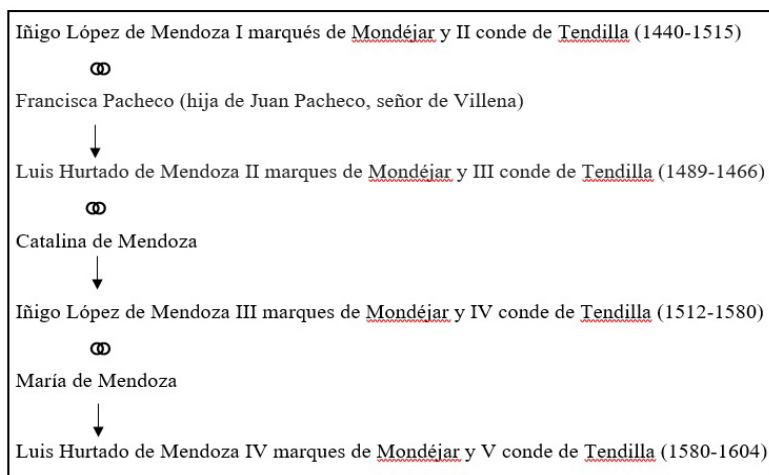 Iñigo López de Mendoza I marqués de Mondéjar y II conde de Tendilla (1440-1515)
Francisca Pacheco (hija de Juan Pacheco, señor de Villena)
Luis Hurtado de Mendoza II marques de Mondéjar y III conde de Tendilla (1489-1466)
Catalina de Mendoza
Iñigo López de Mendoza III marques de Mondéjar y IV conde de Tendilla (1512-1580)
María de Mendoza
Luis Hurtado de Mendoza IV marques de Mondéjar y V conde de Tendilla (1580-1604)